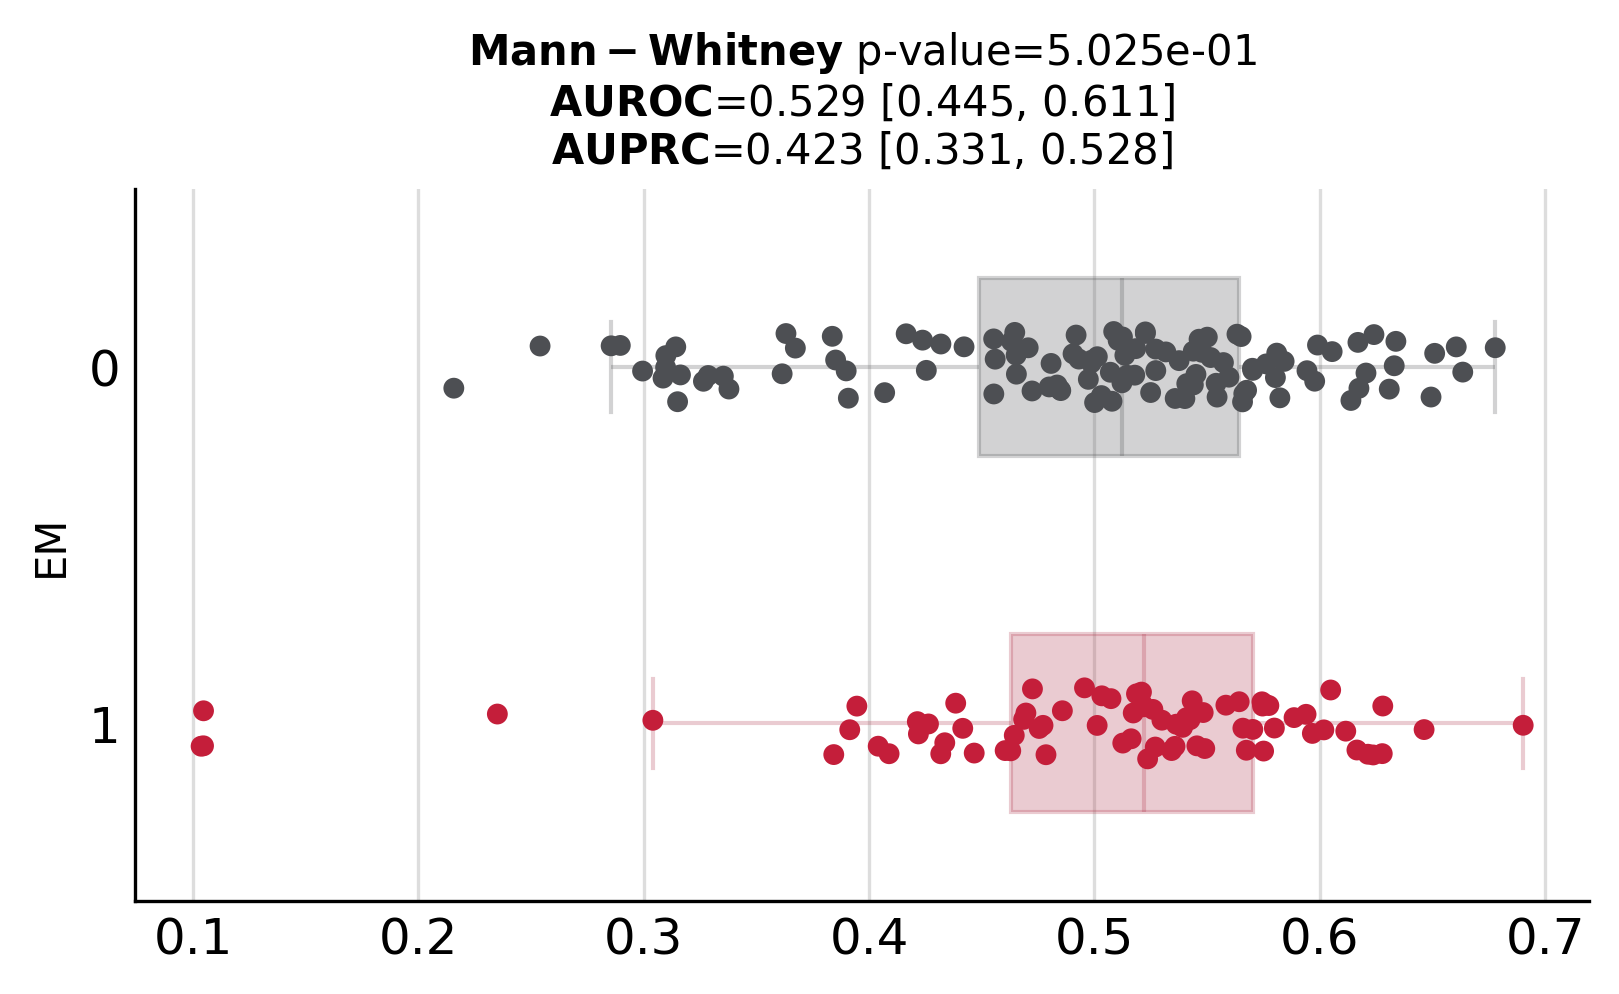 Mann − Whitney p-value=5.025e-01
AUROC=0.529 [0.445, 0.611]
AUPRC=0.423 [0.331, 0.528]
0
EM
1
0.1 0.2 0.3 0.4 0.5 0.6 0.7